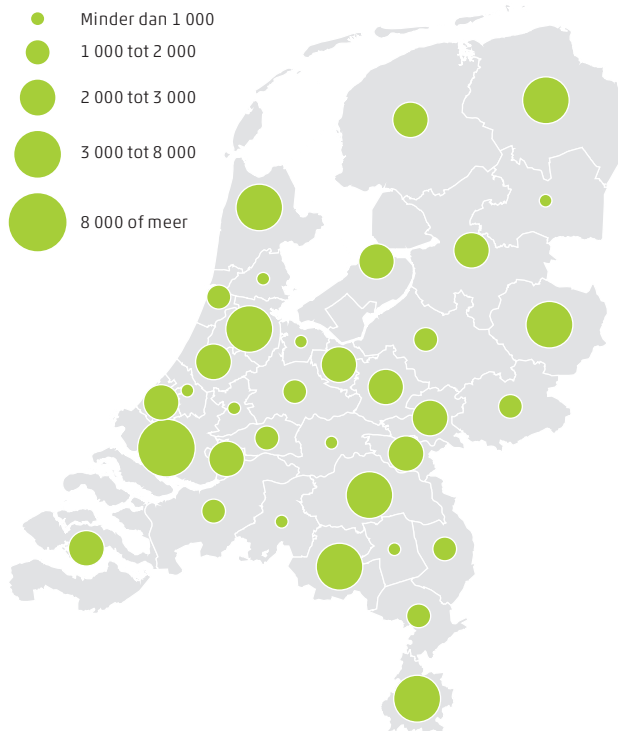 Minder dan 1 000
1 000 tot 2 000
2 000 tot 3 000
3 000 tot 8 000
8 000 of meer